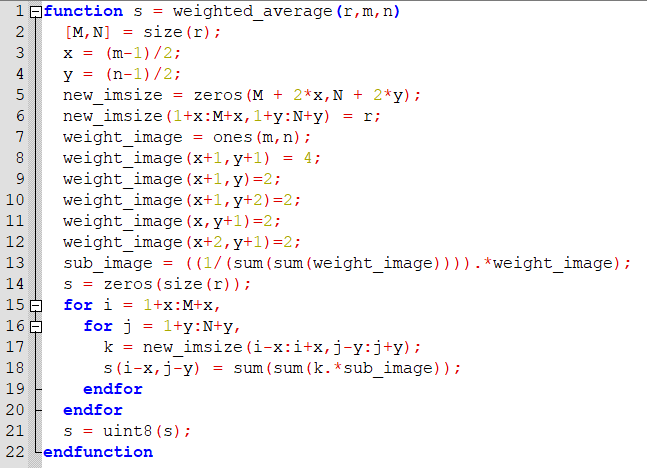 1 function s = weighted_average(r,m,n)
2 [M,N] = size(r);
3 x = (m-1)/2;
4 y = (n-1)/2;
5 new_imsize = zeros(M + 2*x,N + 2*y);
6 new_imsize(1+x:M+x,1+y:N+y) = r;
7 weight_image = ones(m,n);
8 weight_image(x+1,y+1) = 4;
9 weight_image(x+1,y)=2;
10 weight_image(x+1,y+2)=2;
11 weight_image(x,y+1)=2;
12 weight_image(x+2,y+1)=2;
13 sub_image = ((1/(sum(sum(weight_image)))).*weight_image);
14 s = zeros(size(r));
15 for i = 1+x:M+x,
16 for j = 1+y:N+y,
17 k = new_imsize(i-x:i+x,j-y:j+y);
18 s(i-x,j-y) = sum(sum(k.*sub_image));
19 endfor
20 endfor
21 s = uint8(s);
22 endfunction